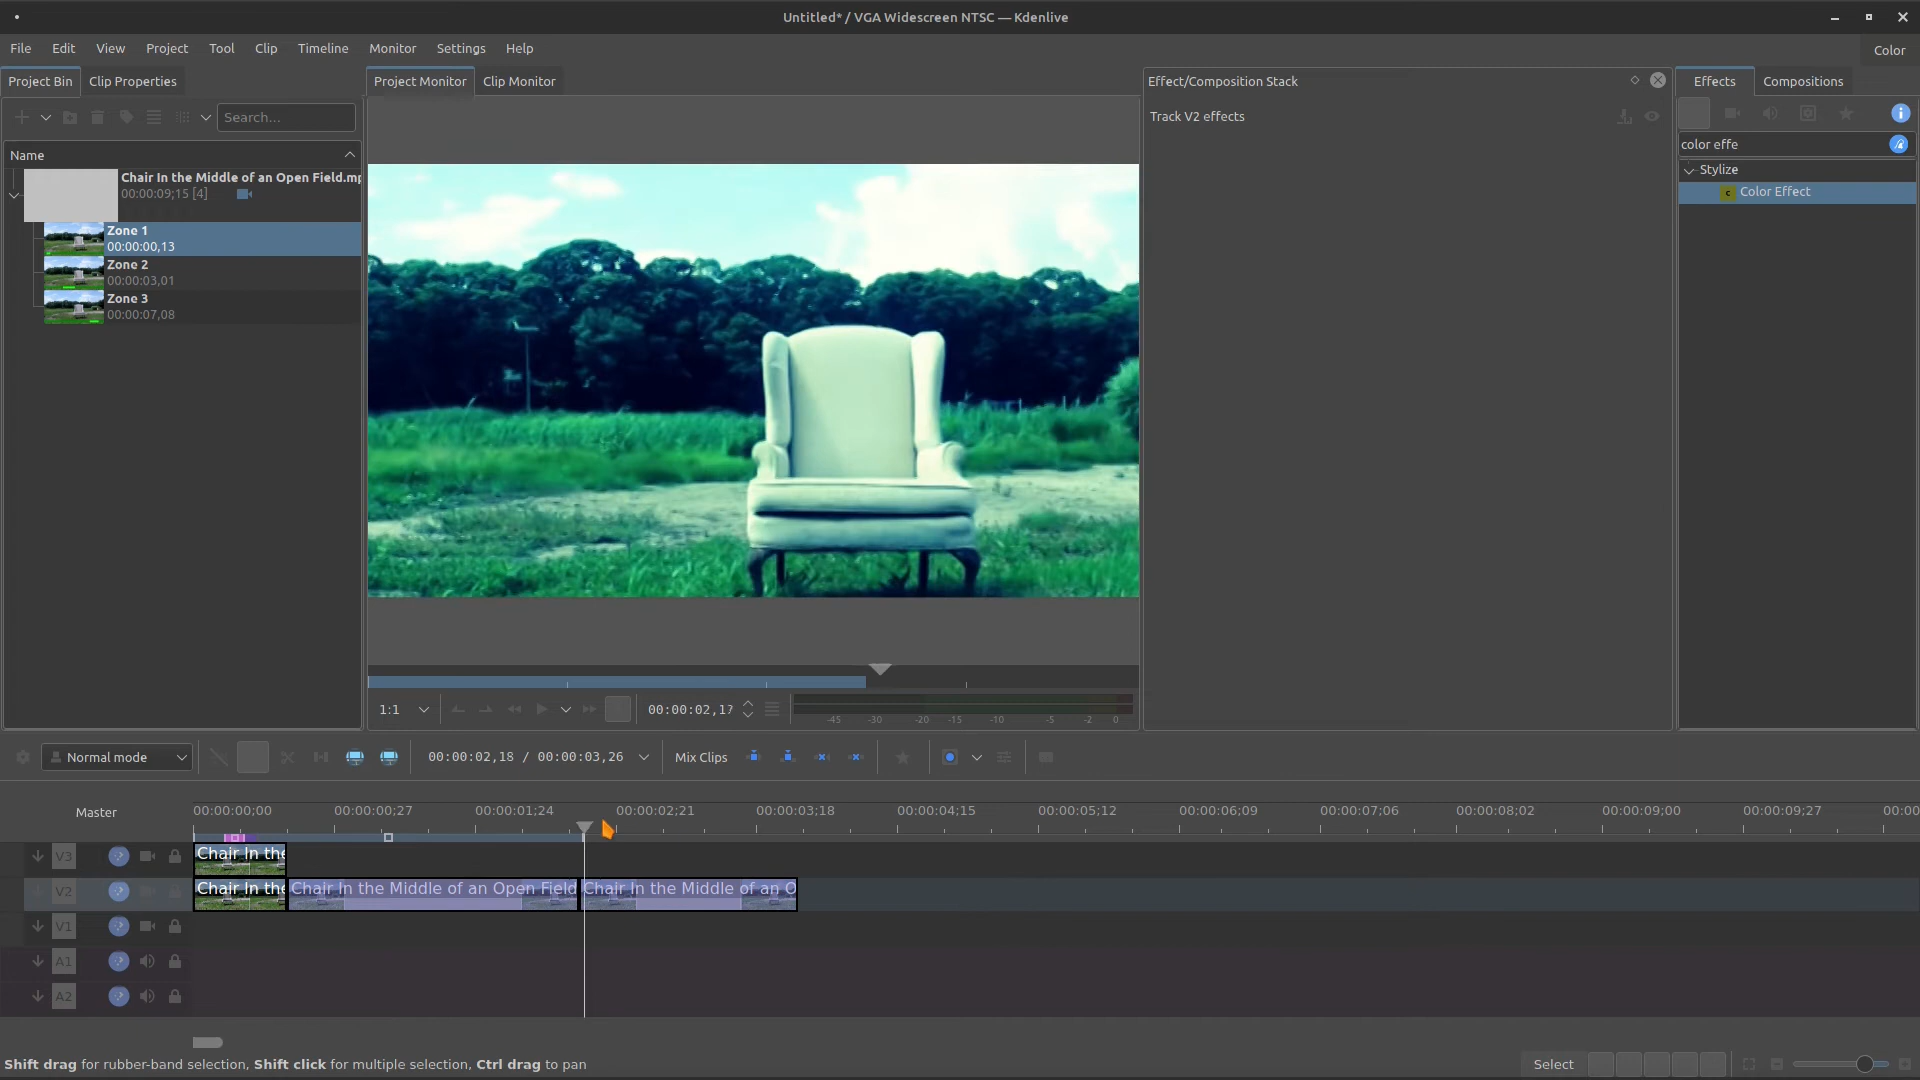 Untitled* / VGA Widescreen NTSC — Kdenlive
File Edit View Project Tool Clip Timeline Monitor Settings Help
Color
Project Bin Clip Properties
Project Monitor Clip Monitor
Effect/Composition Stack
Effects Compositions
Search...
Track V2 effects
color effe
Name
Stylize
Color Effect
Chair In the Middle of an Open Field.mp
00:00:09;15 [4]
Zone 1
00:00:00,13
Zone 2
00:00:03,01
Zone 3
00:00:07,08
1:1
00:00:02,17
-45 -30 -20 -15 -10 -5 -2 0
Normal mode
00:00:02,18 / 00:00:03,26
Mix Clips
Master
00:00:00;00 00:00:00;27 00:00:01;24 00:00:02;21 00:00:03;18 00:00:04;15 00:00:05;12 00:00:06;09 00:00:07;06 00:00:08;02 00:00:09;00 00:00:09;27 00:00
V3
Chair In the
V2
Chair In the
Chair In the Middle of an Open Field
Chair In the Middle of an O
V1
A1
A2
Shift drag for rubber-band selection, Shift click for multiple selection, Ctrl drag to pan
Select